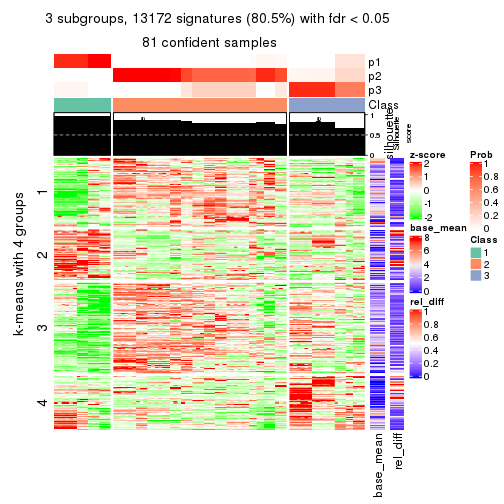 3 subgroups, 13172 signatures (80.5%) with fdr < 0.05
81 confident samples
p1
p2
p3
Class
1
0.5
0
silhouette
Silhouette
score
k-means with 4 groups
1
2
3
4
base_mean
rel_diff
z-score
2
1
0
-1
-2
base_mean
8
6
4
2
0
rel_diff
1
0.8
0.6
0.4
0.2
0
Prob
1
0.8
0.6
0.4
0.2
0
Class
1
2
3